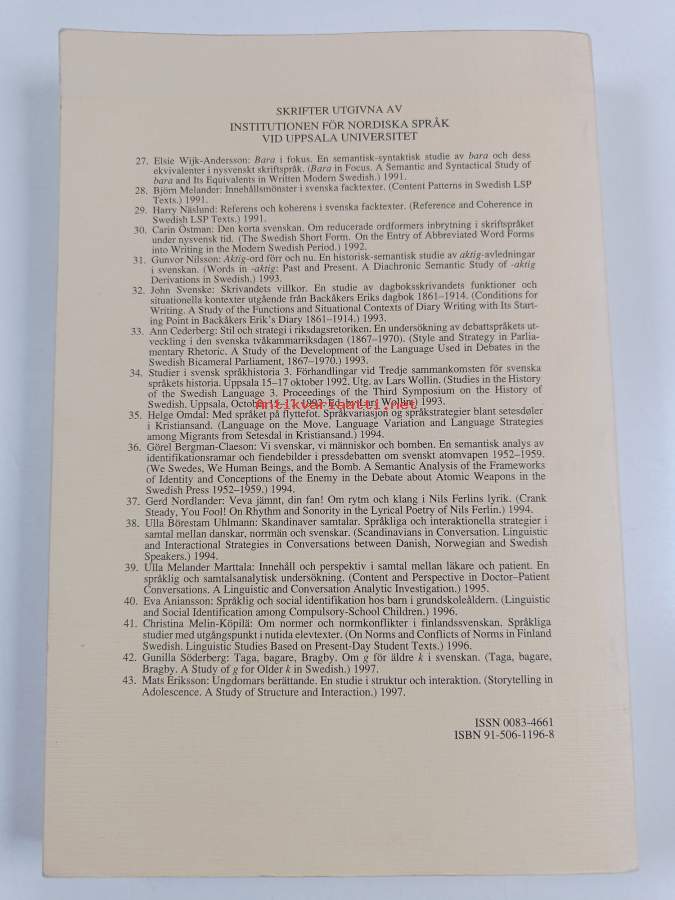 SKRIFTER UTGIVNA AV
INSTITUTIONEN FÖR NORDISKA SPRÅK
VID UPPSALA UNIVERSITET
27. Elsie Wijk-Andersson: Bara i fokus. En semantisk-syntaktisk studie av bara och dess
ekvivalenter i nysvenskt skriftspråk. (Bara in Focus. A Semantic and Syntactical Study of
bara and Its Equivalents in Written Modern Swedish.) 1991.
28. Björn Melander: Innehållsmönster i svenska facktexter. (Content Patterns in Swedish LSP
Texts.) 1991.
29. Harry Näslund: Referens och koherens i svenska facktexter. (Reference and Coherence in
Swedish LSP Texts.) 1991.
30. Carin Östman: Den korta svenskan. Om reducerade ordformers inbrytning i skriftspråket
under nysvensk tid. (The Swedish Short Form. On the Entry of Abbreviated Word Forms
into Writing in the Modern Swedish Period.) 1992.
31. Gunvor Nilsson: Aktig-ord förr och nu. En historisk-semantisk studie av aktig-avledningar
i svenskan. (Words in -aktig: Past and Present. A Diachronic Semantic Study of -aktig
Derivations in Swedish.) 1993.
32. John Svenske: Skrivandets villkor. En studie av dagboksskrivandets funktioner och
situationella kontexter utgående från Backåkers Eriks dagbok 1861–1914. (Conditions for
Writing. A Study of the Functions and Situational Contexts of Diary Writing with Its Start-
ing Point in Backåkers Erik's Diary 1861–1914.) 1993.
33. Ann Cederberg: Stil och strategi i riksdagsretoriken. En undersökning av debattspråkets ut-
veckling i den svenska tvåkammarriksdagen (1867–1970). (Style and Strategy in Parlia-
mentary Rhetoric. A Study of the Development of the Language Used in Debates in the
Swedish Bicameral Parliament, 1867–1970.) 1993.
34. Studier i svensk språkhistoria 3. Förhandlingar vid Tredje sammankomsten för svenska
språkets historia. Uppsala 15–17 oktober 1992. Utg. av Lars Wollin. (Studies in the History
of the Swedish Language 3. Proceedings of the Third Symposium on the History of
Swedish. Uppsala, October 1992. Ed. by Lars Wollin) 1993.
Antikvariaatti.net
35. Helge Omdal: Med språket på flyttefot. Språkvariasjon og språkstrategier blant setesdøler
i Kristiansand. (Language on the Move. Language Variation and Language Strategies
among Migrants from Setesdal in Kristiansand.) 1994.
36. Görel Bergman-Claeson: Vi svenskar, vi människor och bomben. En semantisk analys av
identifikationsramar och fiendebilder i pressdebatten om svenskt atomvapen 1952–1959.
(We Swedes, We Human Beings, and the Bomb. A Semantic Analysis of the Frameworks
of Identity and Conceptions of the Enemy in the Debate about Atomic Weapons in the
Swedish Press 1952–1959.) 1994.
37. Gerd Nordlander: Veva jämnt, din fan! Om rytm och klang i Nils Ferlins lyrik. (Crank
Steady, You Fool! On Rhythm and Sonority in the Lyrical Poetry of Nils Ferlin.) 1994.
38. Ulla Börestam Uhlmann: Skandinaver samtalar. Språkliga och interaktionella strategier i
samtal mellan danskar, norrmän och svenskar. (Scandinavians in Conversation. Linguistic
and Interactional Strategies in Conversations between Danish, Norwegian and Swedish
Speakers.) 1994.
39. Ulla Melander Marttala: Innehåll och perspektiv i samtal mellan läkare och patient. En
språklig och samtalsanalytisk undersökning. (Content and Perspective in Doctor–Patient
Conversations. A Linguistic and Conversation Analytic Investigation.) 1995.
40. Eva Aniansson: Språklig och social identifikation hos barn i grundskoleåldern. (Linguistic
and Social Identification among Compulsory-School Children.) 1996.
41. Christina Melin-Köpilä: Om normer och normkonflikter i finlandssvenskan. Språkliga
studier med utgångspunkt i nutida elevtexter. (On Norms and Conflicts of Norms in Finland
Swedish. Linguistic Studies Based on Present-Day Student Texts.) 1996.
42. Gunilla Söderberg: Taga, bagare, Bragby. Om g för äldre k i svenskan. (Taga, bagare,
Bragby. A Study of g for Older k in Swedish.) 1997.
43. Mats Eriksson: Ungdomars berättande. En studie i struktur och interaktion. (Storytelling in
Adolescence. A Study of Structure and Interaction.) 1997.
ISSN 0083-4661
ISBN 91-506-1196-8